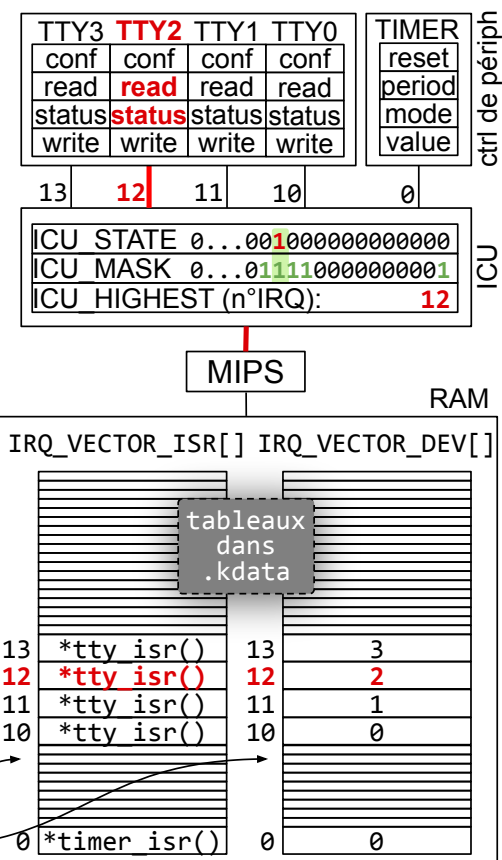 TTY3 TTY2 TTY1 TTY0 TIMER
conf conf conf conf reset
read read read read period
status status status status mode
write write write write value
ctrl de périph
13 12 11 10 0
ICU_STATE 0...001000000000000
ICU_MASK 0...011110000000001
ICU_HIGHEST (n°IRQ): 12
ICU
MIPS
RAM
IRQ_VECTOR_ISR[] IRQ_VECTOR_DEV[]
tableaux
dans
.kdata
13 *tty_isr() 13 3
12 *tty_isr() 12 2
11 *tty_isr() 11 1
10 *tty_isr() 10 0
0 *timer_isr() 0 0